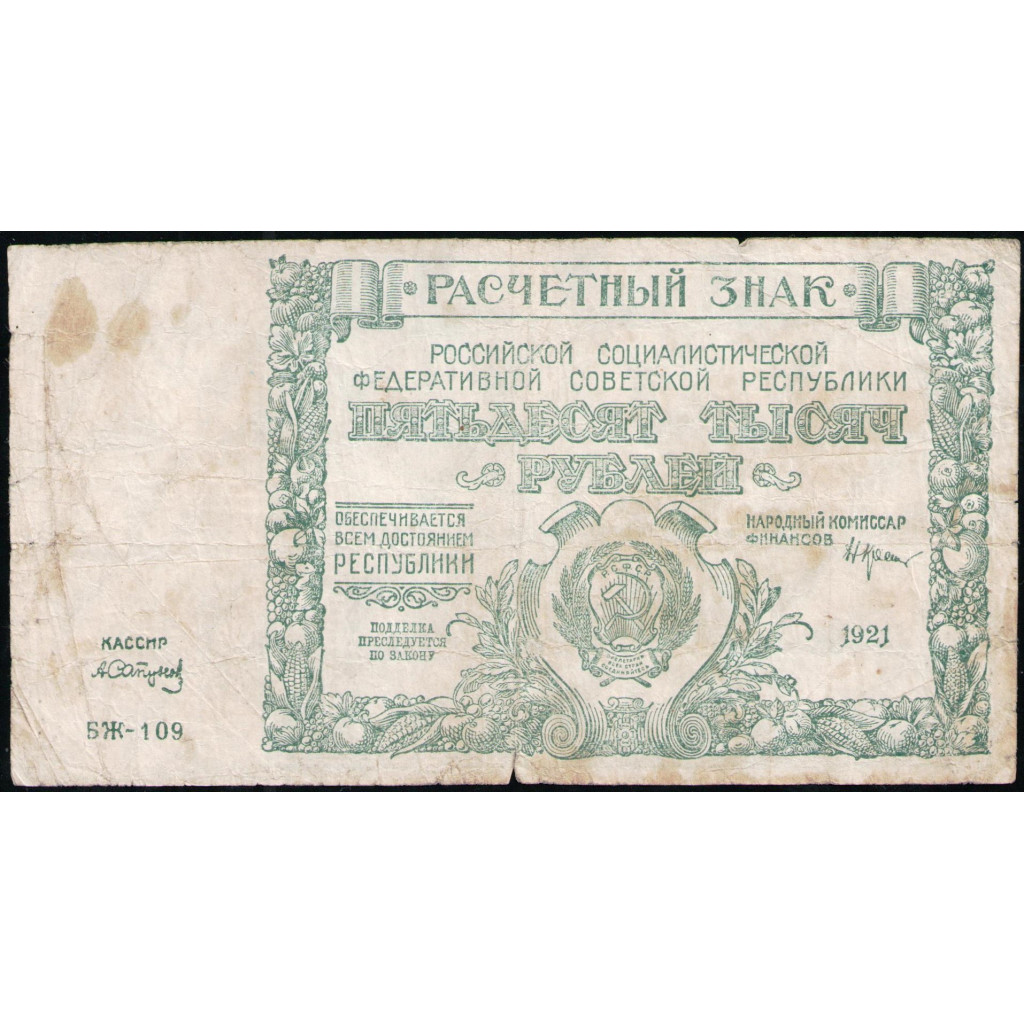 РАСЧЕТНЫЙ ЗНАК
РОССИЙСКОЙ СОЦИАЛИСТИЧЕСКОЙ
ФЕДЕРАТИВНОЙ СОВЕТСКОЙ РЕСПУБЛИКИ
ПЯТЬДЕСЯТ ТЫСЯЧ
РУБЛЕЙ
ОБЕСПЕЧИВАЕТСЯ
ВСЕМ ДОСТОЯНИЕМ
РЕСПУБЛИКИ
ПОДДЕЛКА
ПРЕСЛЕДУЕТСЯ
ПО ЗАКОНУ
НАРОДНЫЙ КОМИССАР
ФИНАНСОВ
1921
КАССИР
БЖ-109